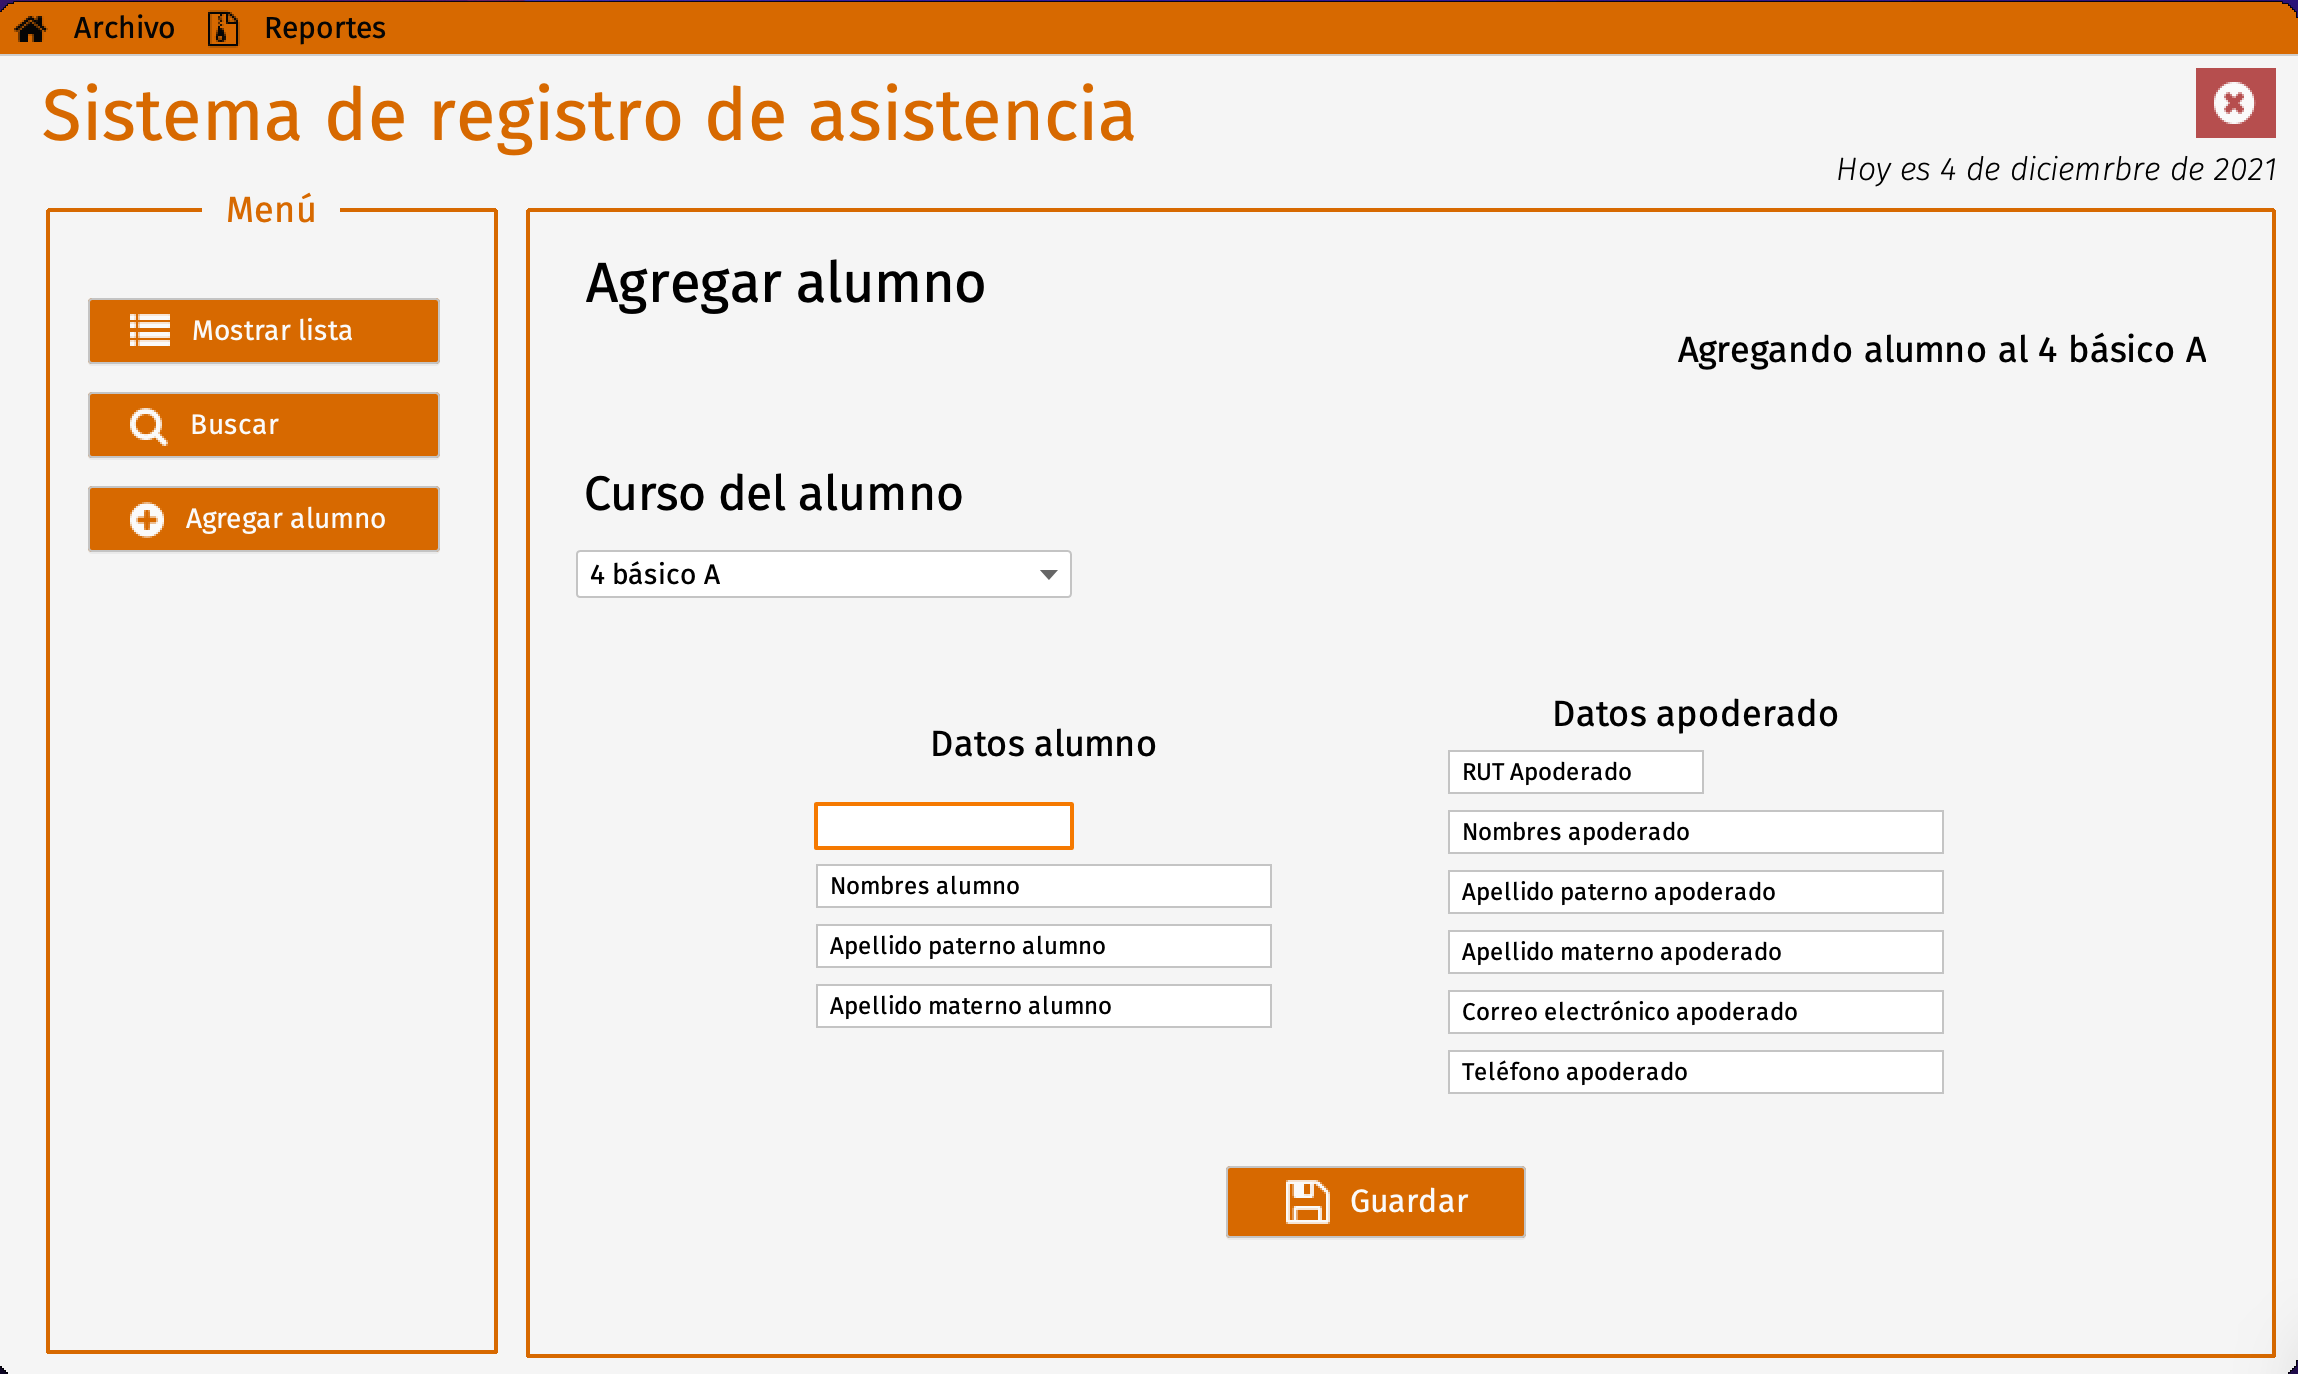 Archivo Reportes
Sistema de registro de asistencia
Hoy es 4 de diciemrbre de 2021
Menú
Mostrar lista
Buscar
Agregar alumno
Agregar alumno
Agregando alumno al 4 básico A
Curso del alumno
4 básico A
Datos alumno
Nombres alumno
Apellido paterno alumno
Apellido materno alumno
Datos apoderado
RUT Apoderado
Nombres apoderado
Apellido paterno apoderado
Apellido materno apoderado
Correo electrónico apoderado
Teléfono apoderado
Guardar